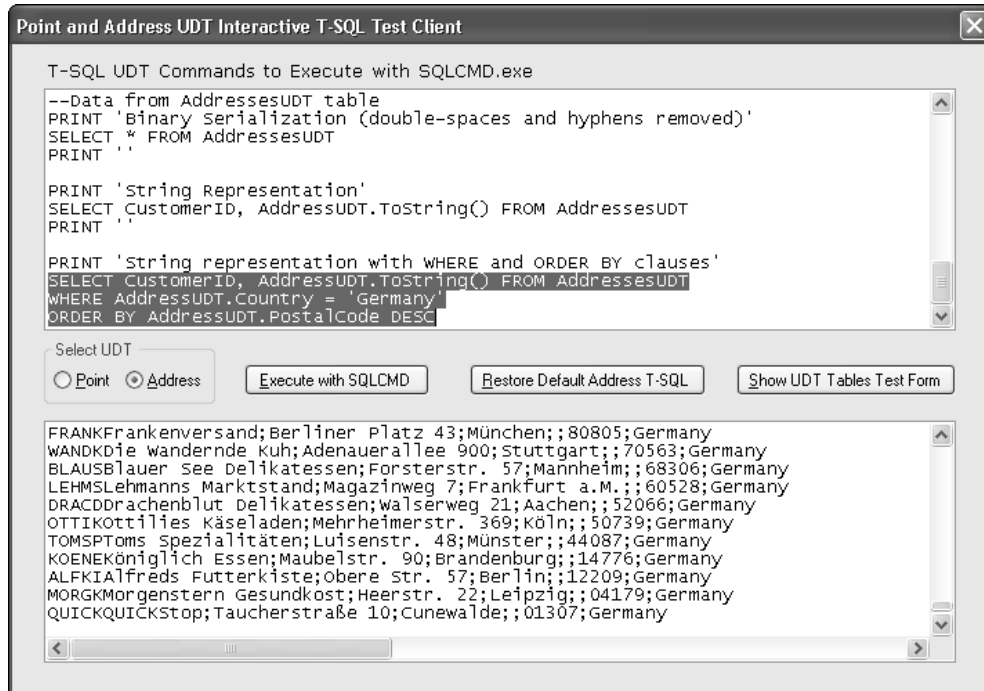 Point and Address UDT Interactive T-SQL Test Client
T-SQL UDT Commands to Execute with SQLCMD.exe
--Data from AddressesUDT table
PRINT 'Binary Serialization (double-spaces and hyphens removed)'
SELECT * FROM AddressesUDT
PRINT ''
PRINT 'String Representation'
SELECT CustomerID, AddressUDT.ToString() FROM AddressesUDT
PRINT ''
PRINT 'String representation with WHERE and ORDER BY clauses'
SELECT CustomerID, AddressUDT.ToString() FROM AddressesUDT
WHERE AddressUDT.Country = 'Germany'
ORDER BY AddressUDT.PostalCode DESC
Select UDT
Point Address Execute with SQLCMD Restore Default Address T-SQL Show UDT Tables Test Form
FRANKFrankenversand;Berliner Platz 43;München;;80805;Germany
WANDKDie Wandernde Kuh;Adenauerallee 900;Stuttgart;;70563;Germany
BLAUSBlauer See Delikatessen;Forsterstr. 57;Mannheim;;68306;Germany
LEHMSLehmanns Marktstand;Magazinweg 7;Frankfurt a.M.;;60528;Germany
DRACDDrachenblut Delikatessen;Walserweg 21;Aachen;;52066;Germany
OTTIKOttilies Käseladen;Mehrheimerstr. 369;Köln;;50739;Germany
TOMSPToms Spezialitäten;Luisenstr. 48;Münster;;44087;Germany
KOENEKöniglich Essen;Maubelstr. 90;Brandenburg;;14776;Germany
ALFKIAlfreds Futterkiste;Obere Str. 57;Berlin;;12209;Germany
MORGKMorgenstern Gesundkost;Heerstr. 22;Leipzig;;04179;Germany
QUICKQUICKStop;Taucherstraße 10;Cunewalde;;01307;Germany